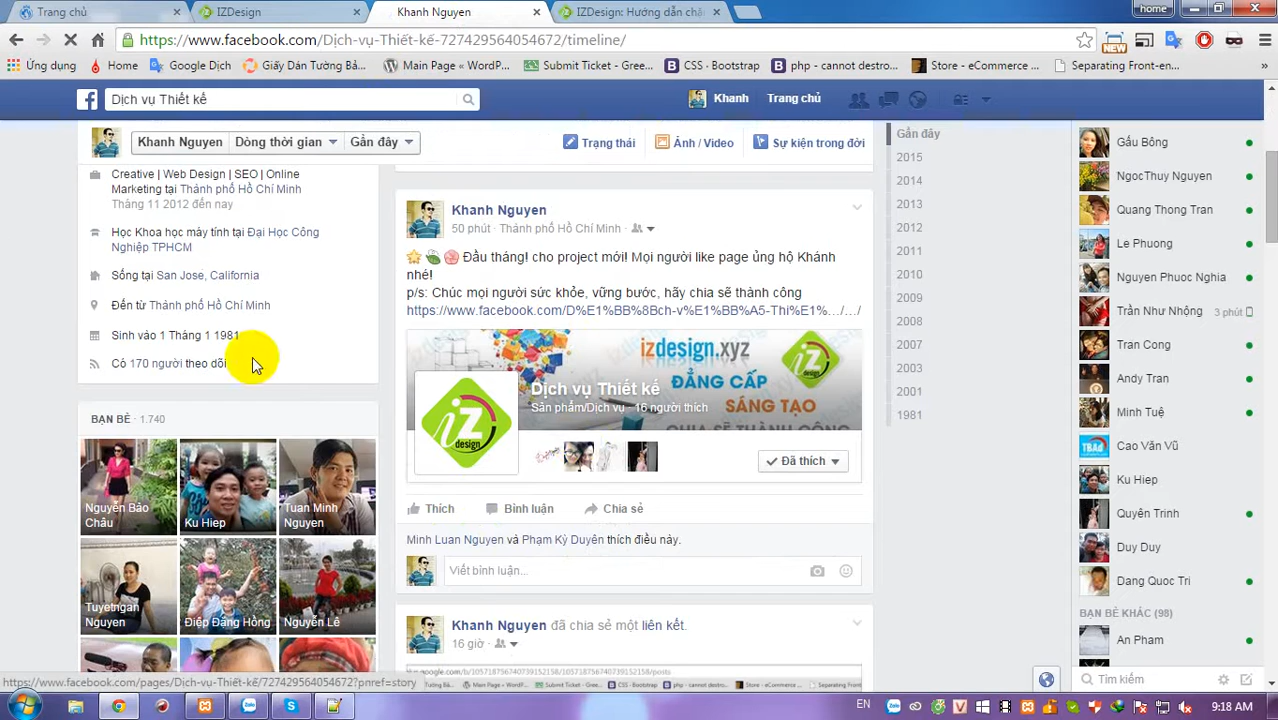 Trang chủ
IZDesign
Khanh Nguyen
IZDesign: Hướng dẫn chă
home
https://www.facebook.com/Dịch-vụ-Thiết-kế-727429564054672/timeline/
NEW
Ứng dụng
Home
Google Dịch
Giấy Dán Tường Bả...
Main Page « WordP...
Submit Ticket - Gree...
CSS · Bootstrap
php - cannot destro...
Store - eCommerce ...
Separating Frontend...
»
Dịch vụ Thiết kế
Khanh
Trang chủ
Khanh Nguyen
Dòng thời gian
Gần đây
Trạng thái
Ảnh / Video
Sự kiện trong đời
Creative | Web Design | SEO | Online
Marketing tại Thành phố Hồ Chí Minh
Tháng 11 2012 đến nay
Học Khoa học máy tính tại Đại Học Công
Nghiệp TPHCM
Sống tại San Jose, California
Đến từ Thành phố Hồ Chí Minh
Sinh vào 1 Tháng 1 1981
Có 170 người theo dõi
BẠN BÈ · 1.740
Nguyen Bảo
Châu
Ku Hiep
Tuan Minh
Nguyen
Tuyetngan
Nguyen
Điệp Đặng Hồng
Nguyễn Lê
Khanh Nguyen
50 phút · Thành phố Hồ Chí Minh ·
Đầu tháng! cho project mới! Mọi người like page ủng hộ Khánh
nhé!
p/s: Chúc mọi người sức khỏe, vững bước, hãy chia sẽ thành công
https://www.facebook.com/D%E1%BB%8Bch-v%E1%BB%A5-Thi%E1%.../.../
design.xyz
ĐẲNG CẤP
SÁNG TẠO
CHIA SẺ THÀNH CÔNG
iZ
design
Dịch vụ Thiết kế
Sản phẩm/Dịch vụ · 16 người thích
Đã thích
Thích
Bình luận
Chia sẻ
Minh Luan Nguyen và Phạm Kỳ Duyên thích điều này.
Viết bình luận...
Khanh Nguyen đã chia sẻ một liên kết.
16 giờ ·
Gần đây
2015
2014
2013
2012
2011
2010
2009
2008
2007
2003
2001
1981
Gấu Bông
NgocThuy Nguyen
Quang Thong Tran
Le Phuong
Nguyen Phuoc Nghia
Trần Như Nhộng
3 phút
Tran Cong
Andy Tran
Minh Tuệ
Cao Văn Vũ
Ku Hiep
Quyên Trinh
Duy Duy
Dang Quoc Tri
BẠN BÈ KHÁC (98)
An Pham
Tìm kiếm
https://www.facebook.com/pages/Dịch-vụ-Thiết-kế/727429564054672?pnref=story
EN
9:18 AM